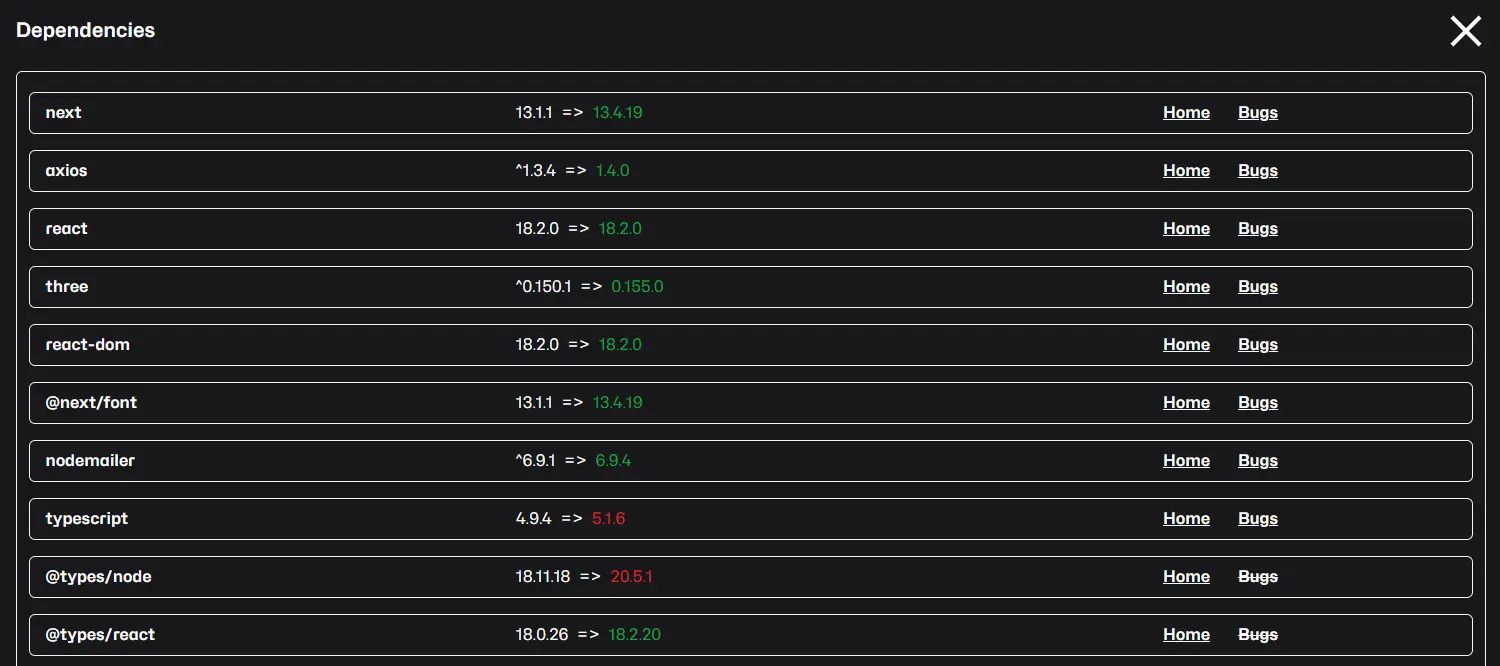 Dependencies
next 13.1.1 => 13.4.19 Home Bugs
axios ^1.3.4 => 1.4.0 Home Bugs
react 18.2.0 => 18.2.0 Home Bugs
three ^0.150.1 => 0.155.0 Home Bugs
react-dom 18.2.0 => 18.2.0 Home Bugs
@next/font 13.1.1 => 13.4.19 Home Bugs
nodemailer ^6.9.1 => 6.9.4 Home Bugs
typescript 4.9.4 => 5.1.6 Home Bugs
@types/node 18.11.18 => 20.5.1 Home Bugs
@types/react 18.0.26 => 18.2.20 Home Bugs